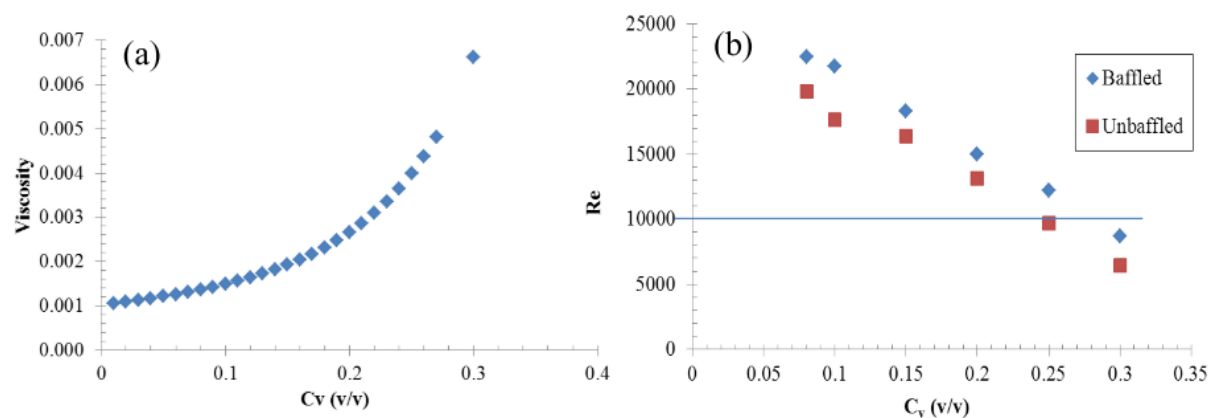 (a)
Viscosity
0.007
0.006
0.005
0.004
0.003
0.002
0.001
0.000
0 0.1 0.2 0.3 0.4
Cv (v/v)
(b)
Re
25000
20000
15000
10000
5000
0
0 0.05 0.1 0.15 0.2 0.25 0.3 0.35
Cv (v/v)
Baffled
Unbaffled